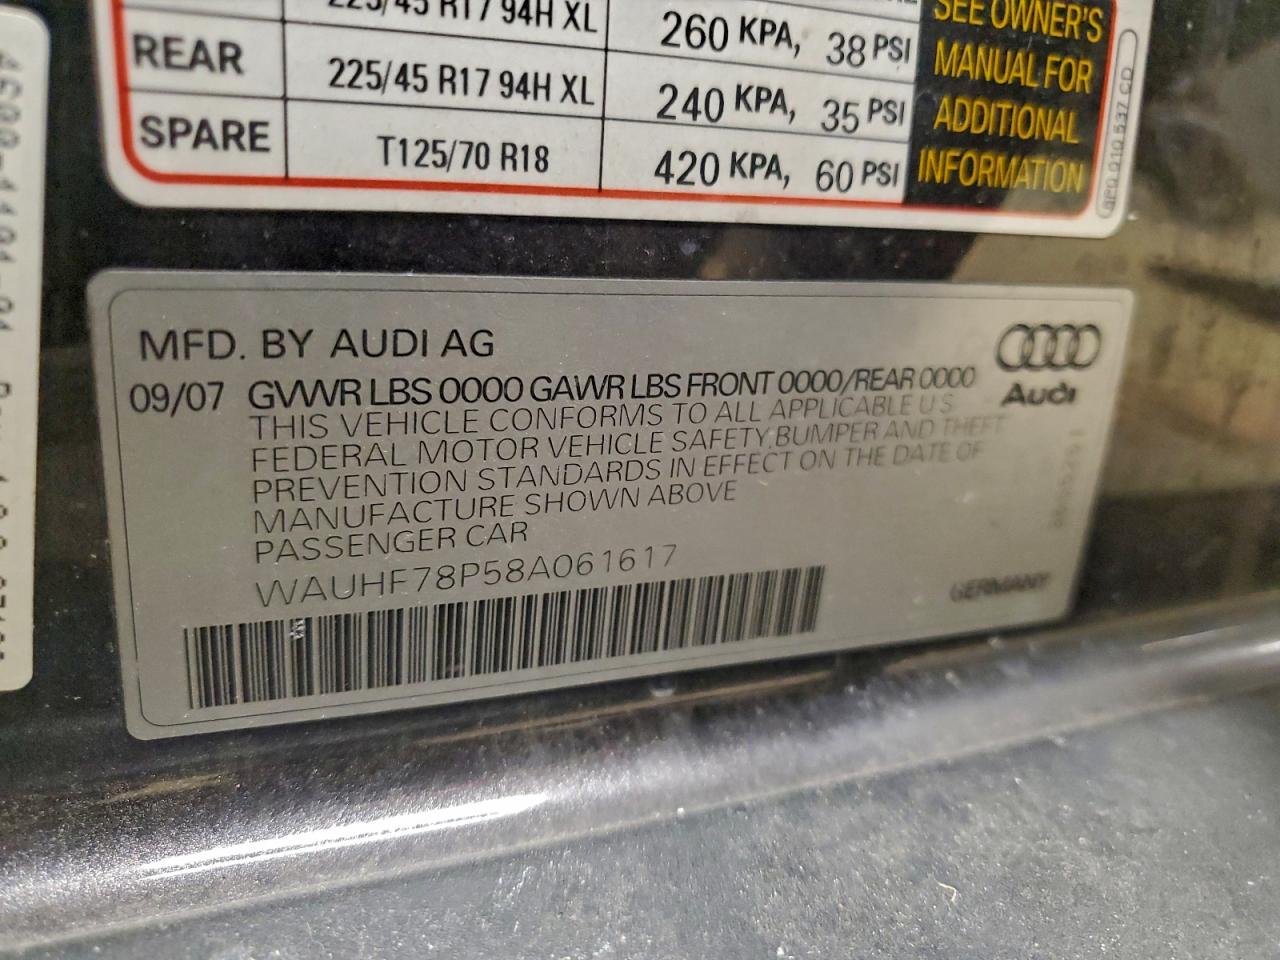 225/45 R17 94H XL 260 KPA, 38 PSI
REAR 225/45 R17 94H XL 240 KPA, 35 PSI
SPARE T125/70 R18 420 KPA, 60 PSI
SEE OWNER'S
MANUAL FOR
ADDITIONAL
INFORMATION
MFD. BY AUDI AG
09/07 GVWR LBS 0000 GAWR LBS FRONT 0000/REAR 0000
THIS VEHICLE CONFORMS TO ALL APPLICABLE U S
FEDERAL MOTOR VEHICLE SAFETY,BUMPER AND THEFT
PREVENTION STANDARDS IN EFFECT ON THE DATE OF
MANUFACTURE SHOWN ABOVE
PASSENGER CAR
WAUHF78P58A061617
Audi
GERMANY